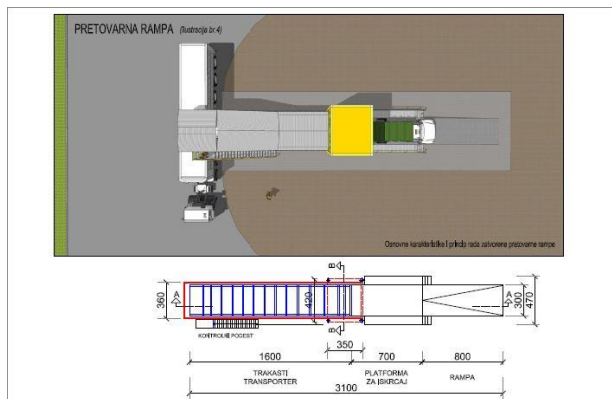 PRETOVARNA RAMPA (Ilustracija br.4)
Osnovne karakteristike i princip rada zatvorene pretovarne rampe
B
360
A
420
A
300
470
B
KONTROLNI PODEST
350
1600
700
800
TRAKASTI
TRANSPORTER
PLATFORMA
ZA ISKRCAJ
RAMPA
3100